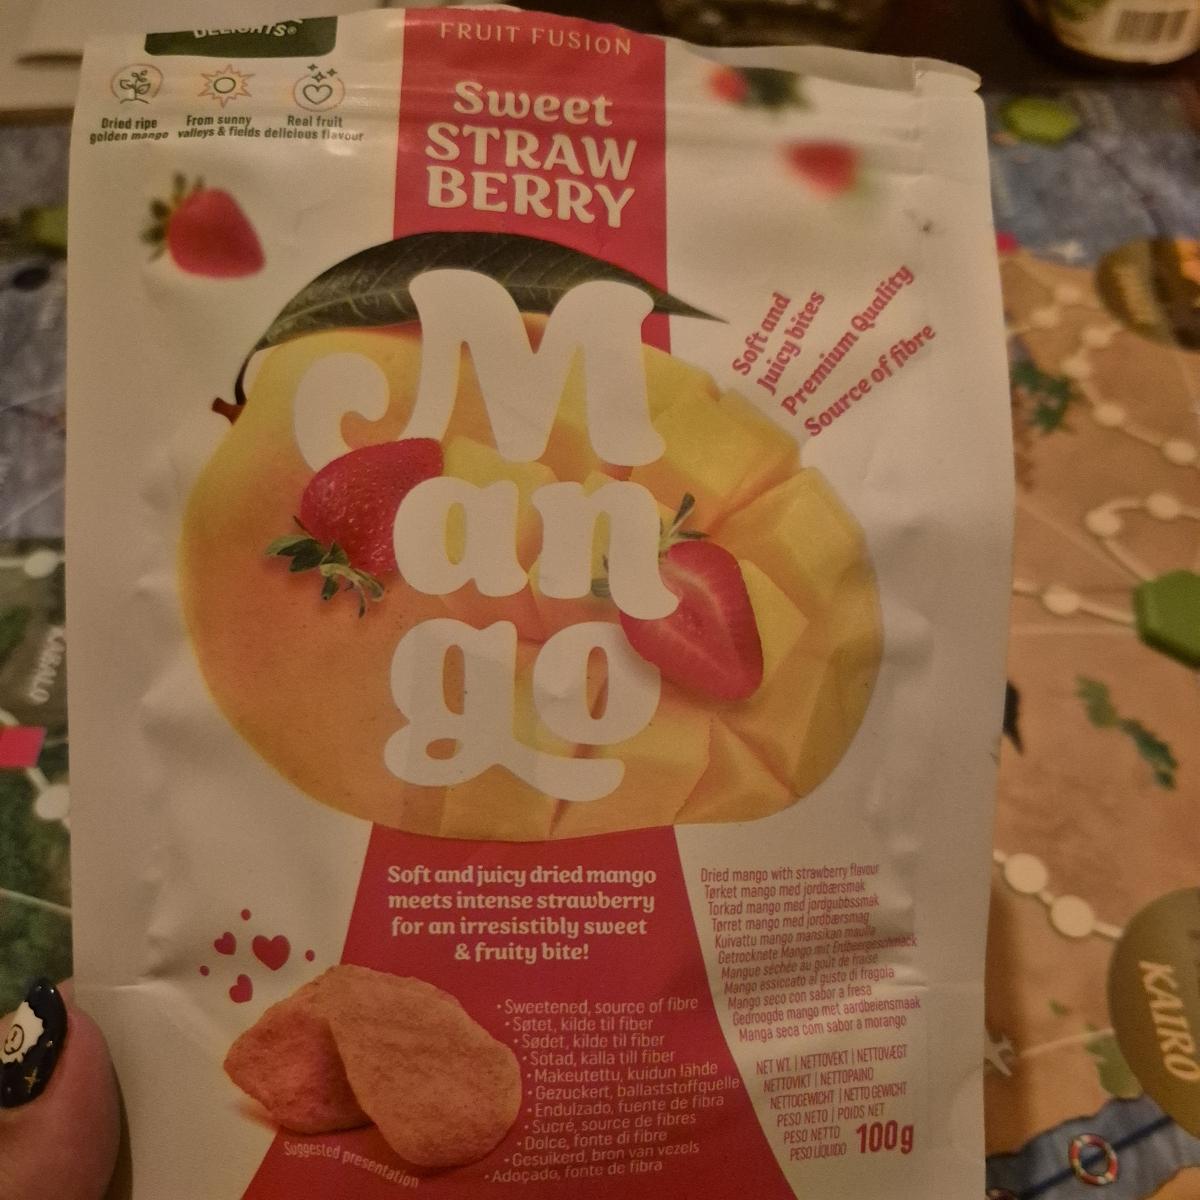 DELIGHTS®
FRUIT FUSION
Dried ripe
golden mango
From sunny
valleys & fields
Real fruit
delicious flavour
Sweet
STRAW
BERRY
Soft and
Juicy bites
Premium Quality
Source of fibre
Man
an
go
Soft and juicy dried mango
meets intense strawberry
for an irresistibly sweet
& fruity bite!
Dried mango with strawberry flavour
Tørket mango med jordbærsmak
Torkad mango med jordgubbssmak
Tørret mango med jordbærsmag
Kuivattu mango mansikan maulla
Getrocknete Mango mit Erdbeergeschmack
Mangue séchée au goût de fraise
Mango essiccato al gusto di fragola
Mango seco con sabor a fresa
Gedroogde mango met aardbeiensmaak
Manga seca com sabor a morango
• Sweetened, source of fibre
• Søtet, kilde til fiber
• Sødet, kilde til fiber
• Sotad, källa till fiber
• Makeutettu, kuidun lähde
• Gezuckert, ballaststoffquelle
• Endulzado, fuente de fibra
• Sucré, source de fibres
• Dolce, fonte di fibre
• Gesuikerd, bron van vezels
• Adoçado, fonte de fibra
NET WT. | NETTOVEKT | NETTOVÆGT
NETTOVIKT | NETTOPAINO
NETTOGEWICHT | NETTO GEWICHT
PESO NETO | POIDS NET
PESO NETTO
PESO LÍQUIDO
100g
Suggested presentation
KAIRO